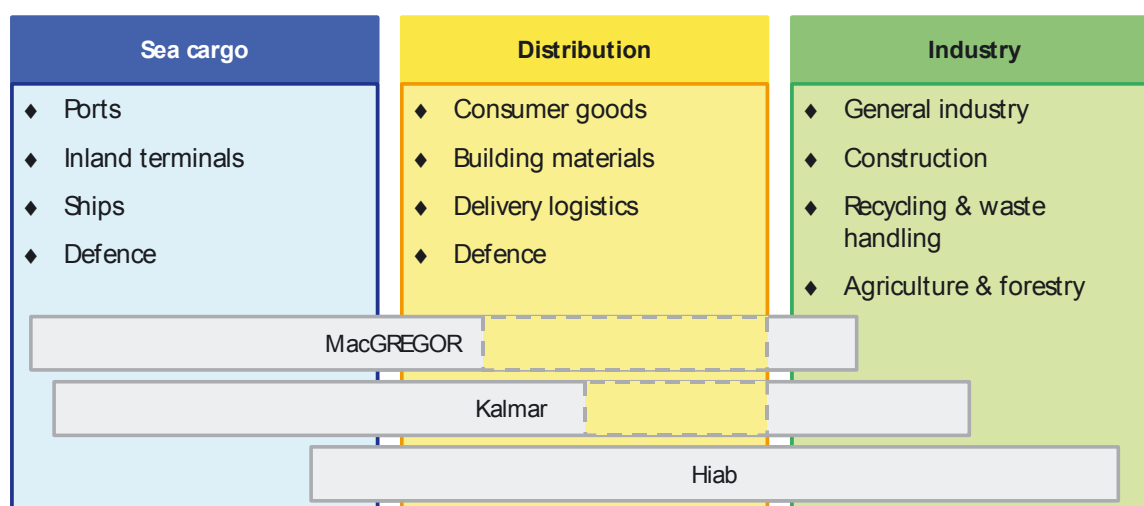 Sea cargo
Ports
Inland terminals
Ships
Defence
Distribution
Consumer goods
Building materials
Delivery logistics
Defence
Industry
General industry
Construction
Recycling & waste
handling
Agriculture & forestry
MacGREGOR
Kalmar
Hiab